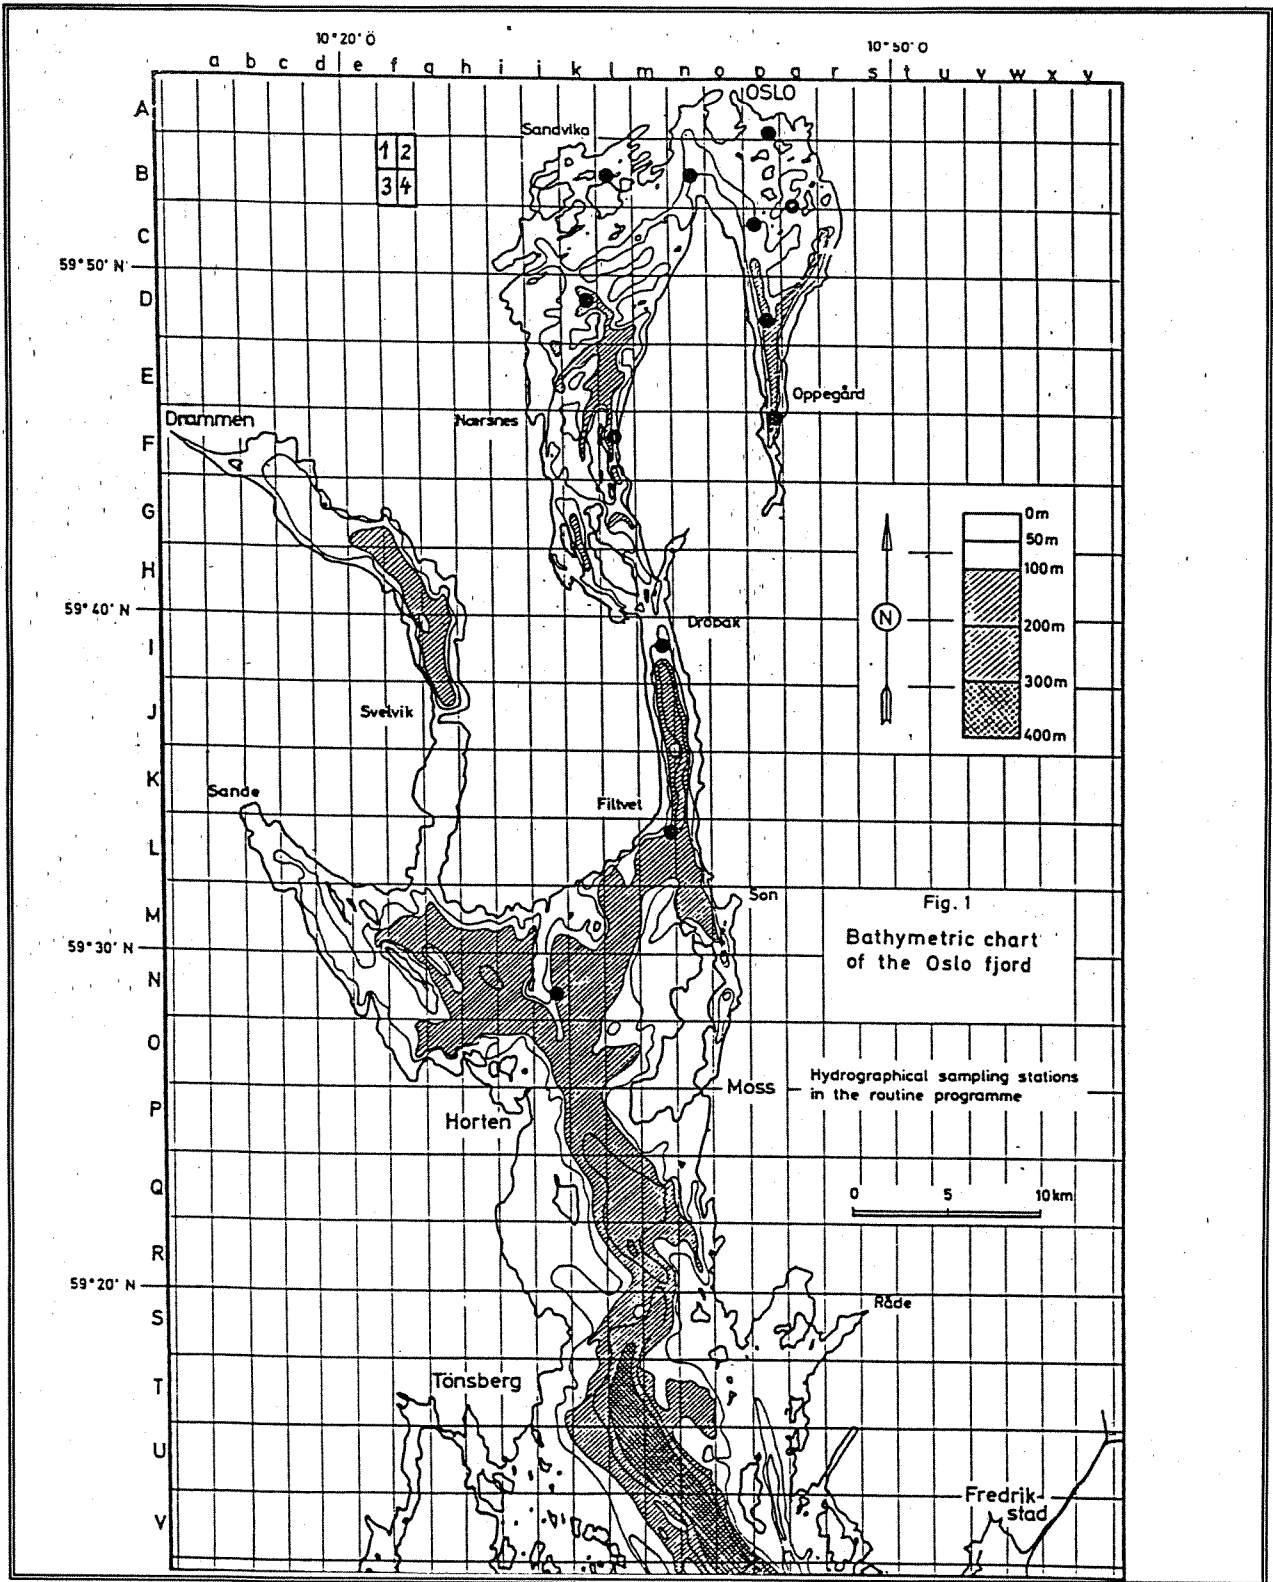 10°20'Ö
10°50'O
a b c d e f g h i j k l m n o p q r s t u v w x y
A
OSLO
Sandvika
1 2
B
3 4
C
59°50' N
D
E
Oppegård
Drammen
Nærsnes
F
G
0m
50m
100m
H
59°40' N
N
200m
Dröbak
I
300m
J
Svelvik
400m
K
Sande
Filtvet
L
Son
Fig. 1
M
Bathymetric chart
59°30' N
of the Oslo fjord
N
O
Moss
Hydrographical sampling stations
in the routine programme
P
Horten
Q
0 5 10km
R
59°20' N
Råde
S
T
Tönsberg
U
Fredrik-
stad
V